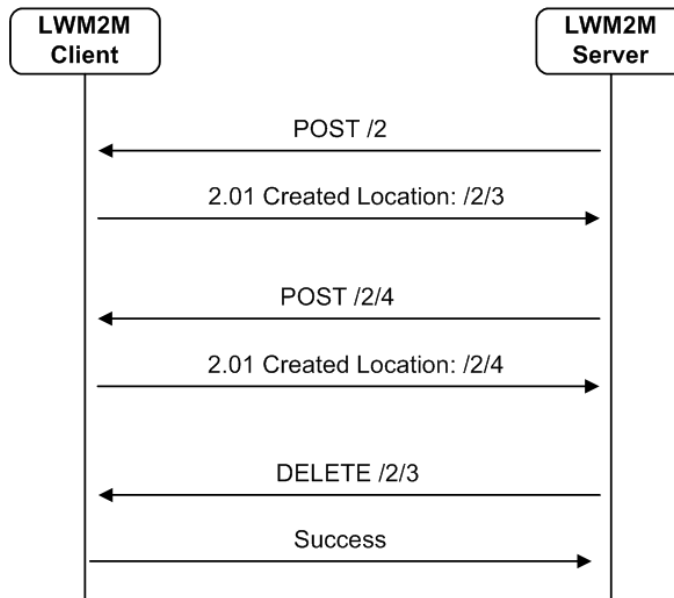 LWM2M
Client
LWM2M
Server
POST /2
2.01 Created Location: /2/3
POST /2/4
2.01 Created Location: /2/4
DELETE /2/3
Success